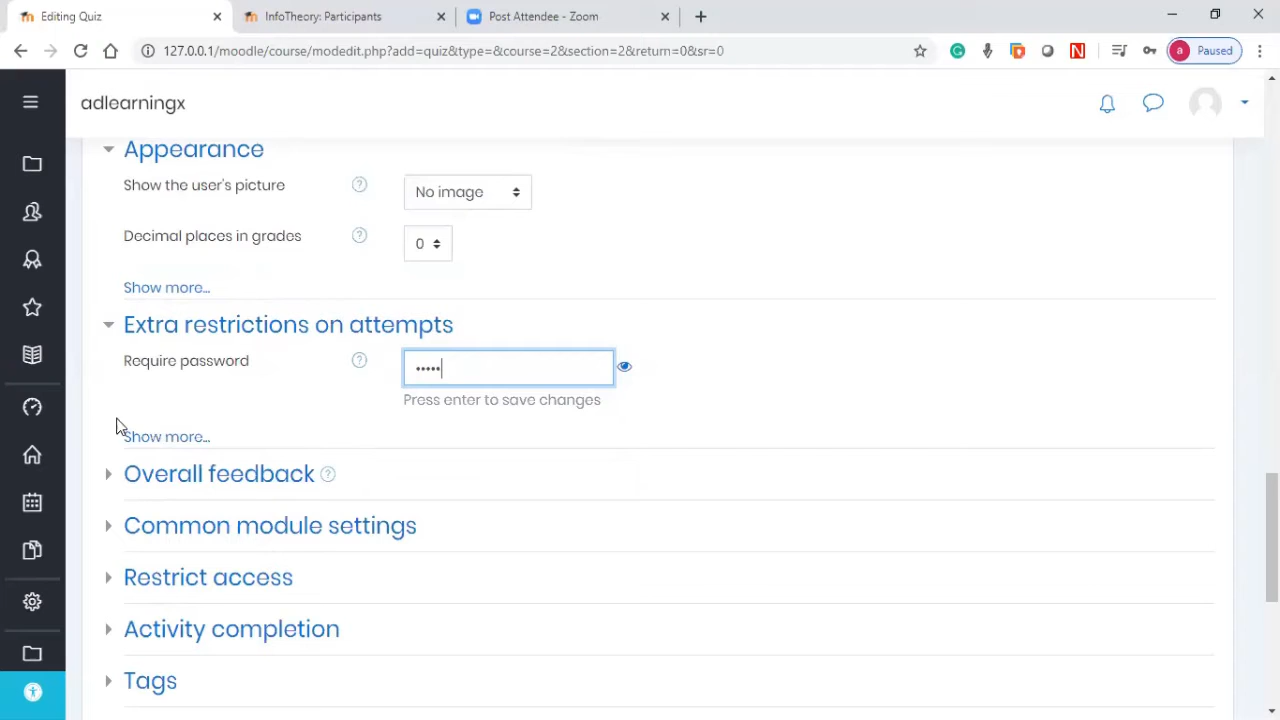 Editing Quiz
InfoTheory: Participants
Post Attendee - Zoom
127.0.0.1/moodle/course/modedit.php?add=quiz&type=&course=2&section=2&return=0&sr=0
N
a Paused
adlearningx
Appearance
Show the user's picture ? No image
Decimal places in grades ? 0
Show more...
Extra restrictions on attempts
Require password ? •••••
Press enter to save changes
Show more...
Overall feedback ?
Common module settings
Restrict access
Activity completion
Tags